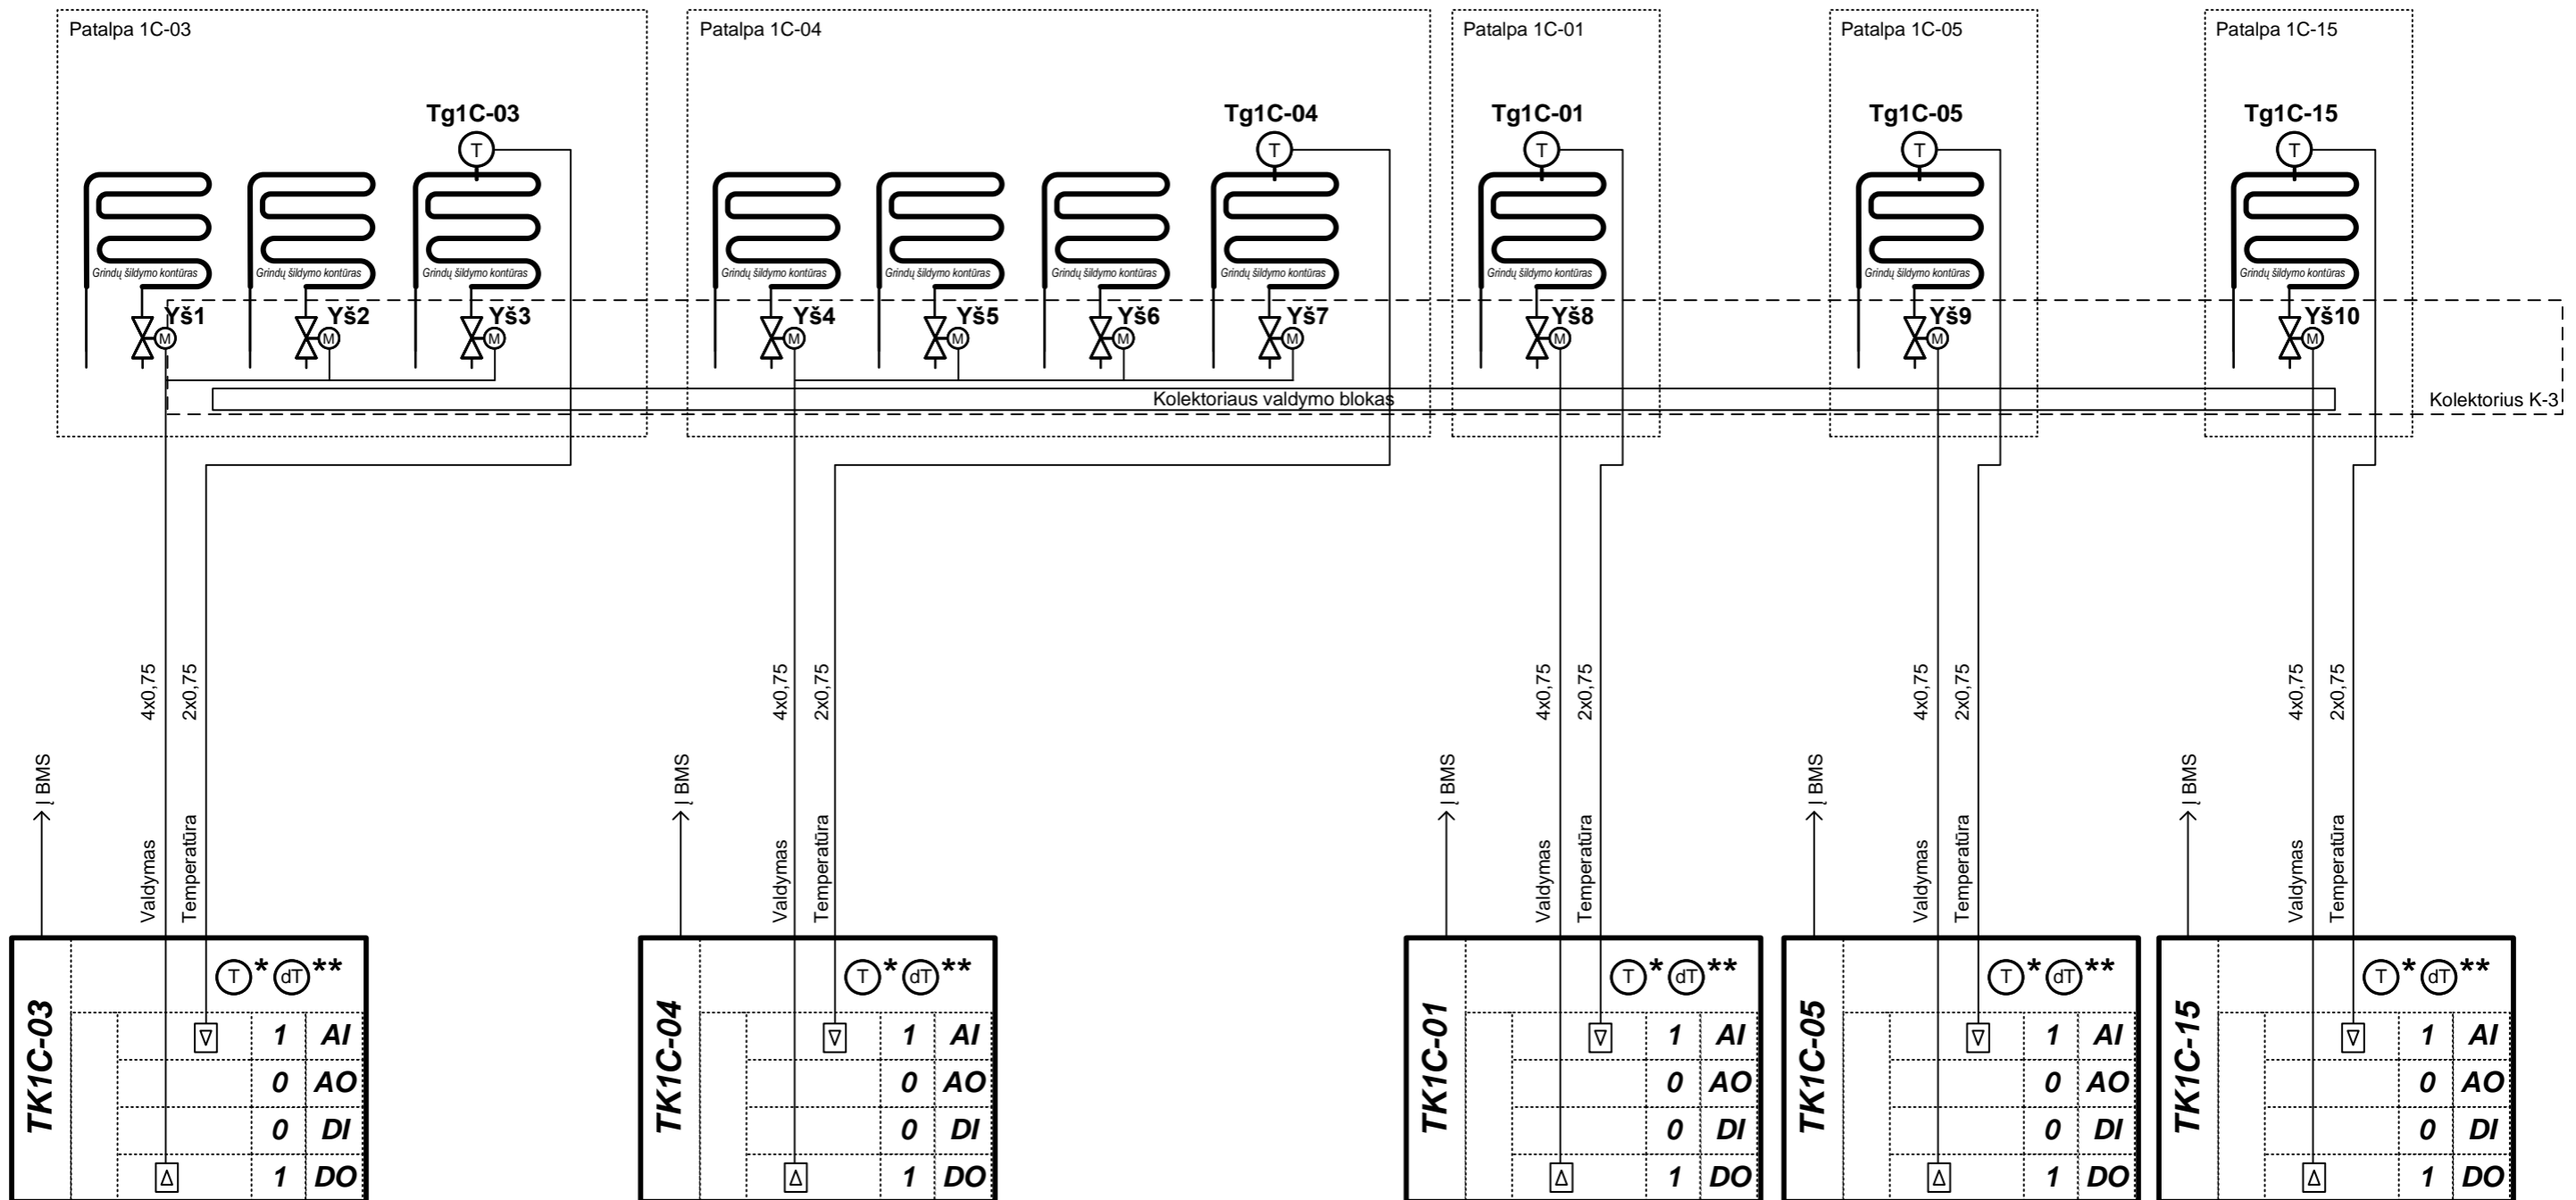 Patalpa 1C-03
Patalpa 1C-04
Patalpa 1C-01
Patalpa 1C-05
Patalpa 1C-15
Tg1C-03
Tg1C-04
Tg1C-01
Tg1C-05
Tg1C-15
T
T
T
T
T
Grindų šildymo kontūras
Grindų šildymo kontūras
Grindų šildymo kontūras
Grindų šildymo kontūras
Grindų šildymo kontūras
Grindų šildymo kontūras
Grindų šildymo kontūras
Grindų šildymo kontūras
Grindų šildymo kontūras
Grindų šildymo kontūras
Yš1
Yš2
Yš3
Yš4
Yš5
Yš6
Yš7
Yš8
Yš9
Yš10
M
M
M
M
M
M
M
M
M
M
Kolektoriaus valdymo blokas
Kolektorius K-3
4x0,75
2x0,75
4x0,75
2x0,75
4x0,75
2x0,75
4x0,75
2x0,75
4x0,75
2x0,75
Į BMS
Valdymas
Temperatūra
Į BMS
Valdymas
Temperatūra
Į BMS
Valdymas
Temperatūra
Į BMS
Valdymas
Temperatūra
Į BMS
Valdymas
Temperatūra
TK1C-03
T * dT **
1 AI
0 AO
0 DI
1 DO
TK1C-04
T * dT **
1 AI
0 AO
0 DI
1 DO
TK1C-01
T * dT **
1 AI
0 AO
0 DI
1 DO
TK1C-05
T * dT **
1 AI
0 AO
0 DI
1 DO
TK1C-15
T * dT **
1 AI
0 AO
0 DI
1 DO